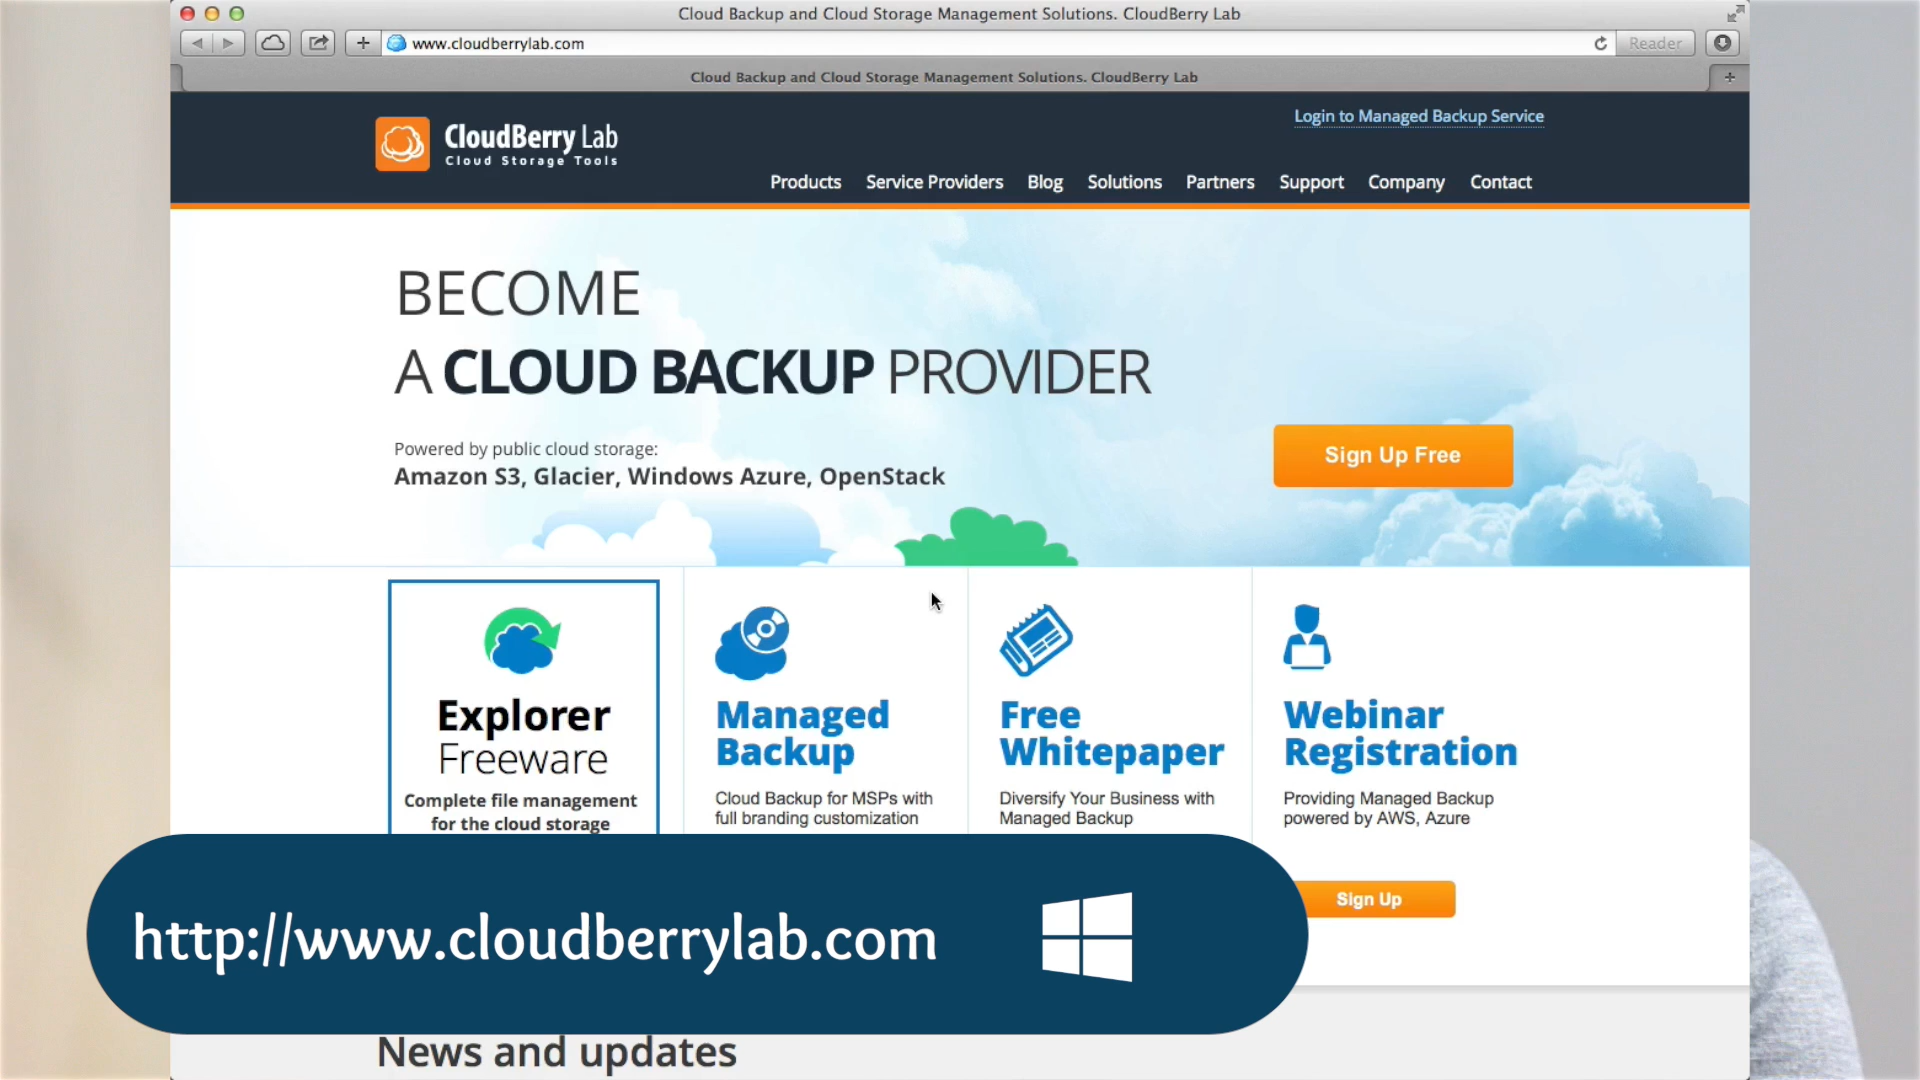 Cloud Backup and Cloud Storage Management Solutions. CloudBerry Lab
www.cloudberrylab.com
Reader
Cloud Backup and Cloud Storage Management Solutions. CloudBerry Lab
Login to Managed Backup Service
CloudBerry Lab
Cloud Storage Tools
Products Service Providers Blog Solutions Partners Support Company Contact
BECOME
A CLOUD BACKUP PROVIDER
Powered by public cloud storage:
Amazon S3, Glacier, Windows Azure, OpenStack
Sign Up Free
Explorer
Freeware
Complete file management
for the cloud storage
Managed
Backup
Cloud Backup for MSPs with
full branding customization
Free
Whitepaper
Diversify Your Business with
Managed Backup
Webinar
Registration
Providing Managed Backup
powered by AWS, Azure
Sign Up
http://www.cloudberrylab.com
News and updates